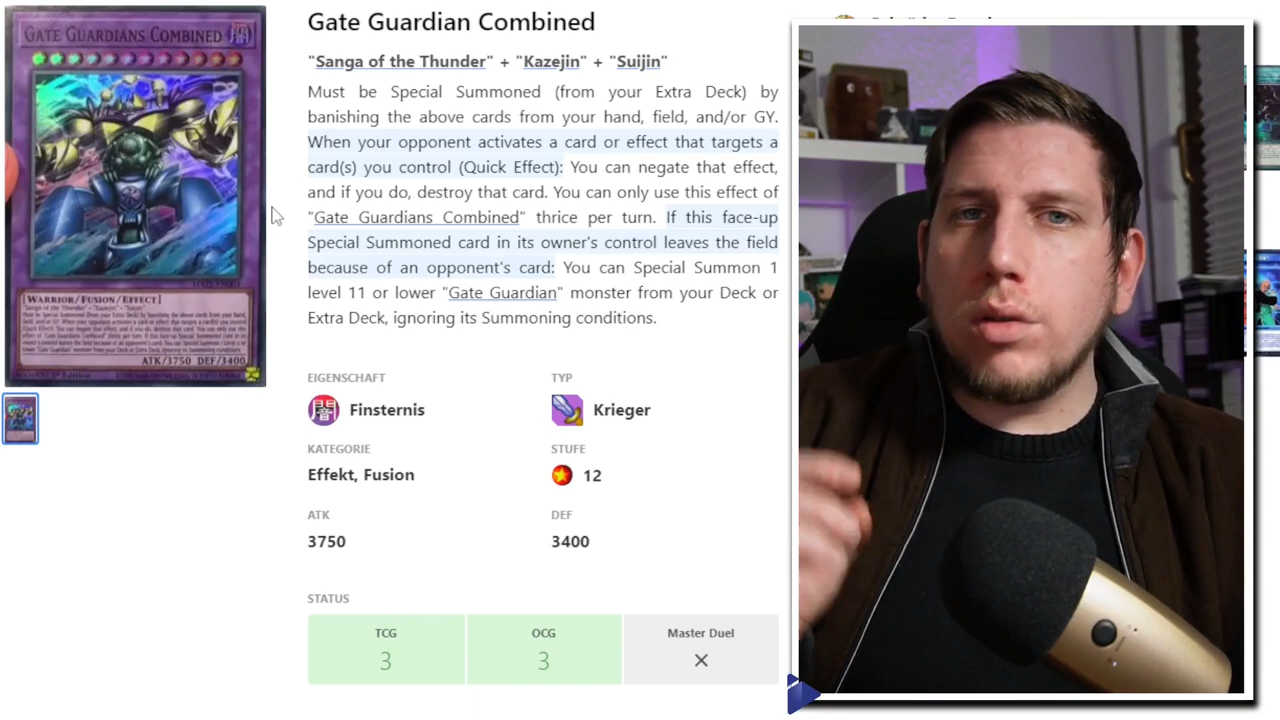 GATE GUARDIANS COMBINED
[WARRIOR/FUSION/EFFECT]
ATK/3750 DEF/3400
1st Edition
Gate Guardian Combined
"Sanga of the Thunder" + "Kazejin" + "Suijin"
Must be Special Summoned (from your Extra Deck) by
banishing the above cards from your hand, field, and/or GY.
When your opponent activates a card or effect that targets a
card(s) you control (Quick Effect): You can negate that effect,
and if you do, destroy that card. You can only use this effect of
"Gate Guardians Combined" thrice per turn. If this face-up
Special Summoned card in its owner's control leaves the field
because of an opponent's card: You can Special Summon 1
level 11 or lower "Gate Guardian" monster from your Deck or
Extra Deck, ignoring its Summoning conditions.
EIGENSCHAFT TYP
闇 Finsternis Krieger
KATEGORIE STUFE
Effekt, Fusion 12
ATK DEF
3750 3400
STATUS
TCG OCG Master Duel
3 3 ×